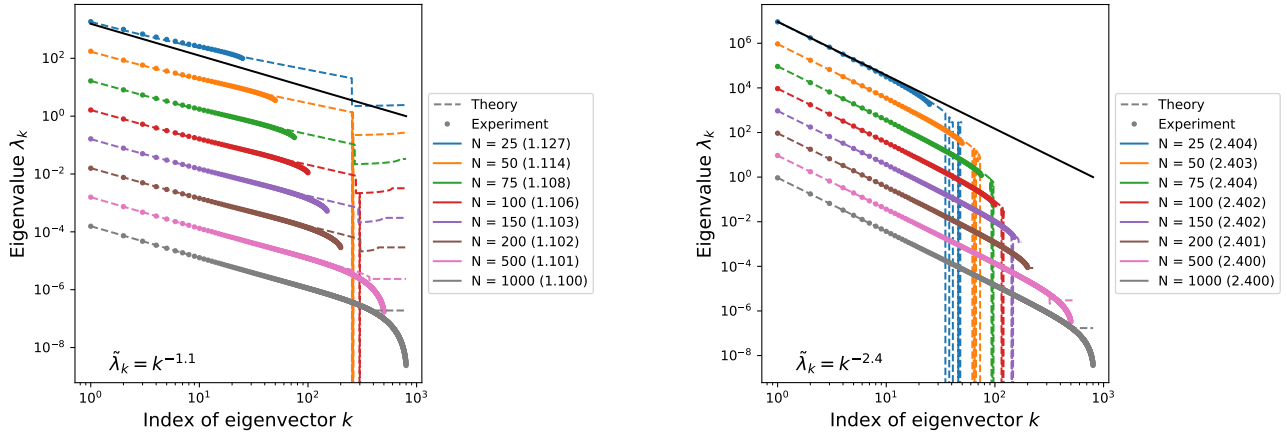 Eigenvalue λ_k
10^2
10^0
10^−2
10^−4
10^−6
10^−8
λ̃_k = k^−1.1
10^0
10^1
10^2
10^3
Index of eigenvector k
Theory
Experiment
N = 25 (1.127)
N = 50 (1.114)
N = 75 (1.108)
N = 100 (1.106)
N = 150 (1.103)
N = 200 (1.102)
N = 500 (1.101)
N = 1000 (1.100)
Eigenvalue λ_k
10^6
10^4
10^2
10^0
10^−2
10^−4
10^−6
10^−8
λ̃_k = k^−2.4
10^0
10^1
10^2
10^3
Index of eigenvector k
Theory
Experiment
N = 25 (2.404)
N = 50 (2.403)
N = 75 (2.404)
N = 100 (2.402)
N = 150 (2.402)
N = 200 (2.401)
N = 500 (2.400)
N = 1000 (2.400)